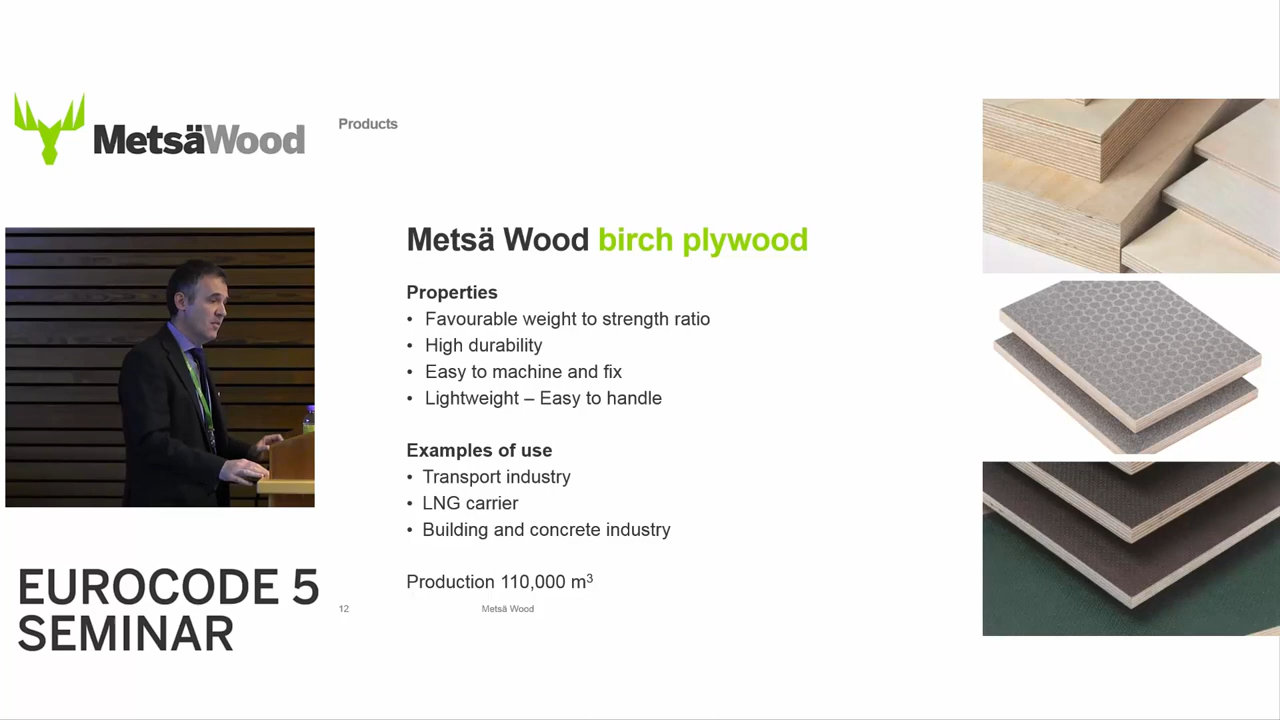 MetsäWood
Products
Metsä Wood birch plywood
Properties
• Favourable weight to strength ratio
• High durability
• Easy to machine and fix
• Lightweight – Easy to handle
Examples of use
• Transport industry
• LNG carrier
• Building and concrete industry
Production 110,000 m³
12
Metsä Wood
EUROCODE 5
SEMINAR